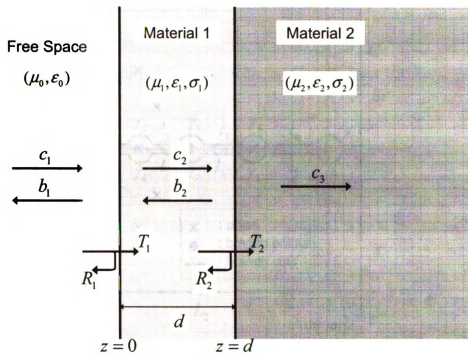 Free Space
(μ₀,ε₀)
Material 1
(μ₁,ε₁,σ₁)
Material 2
(μ₂,ε₂,σ₂)
c₁
b₁
c₂
b₂
c₃
T₁
R₁
T₂
R₂
d
z = 0
z = d